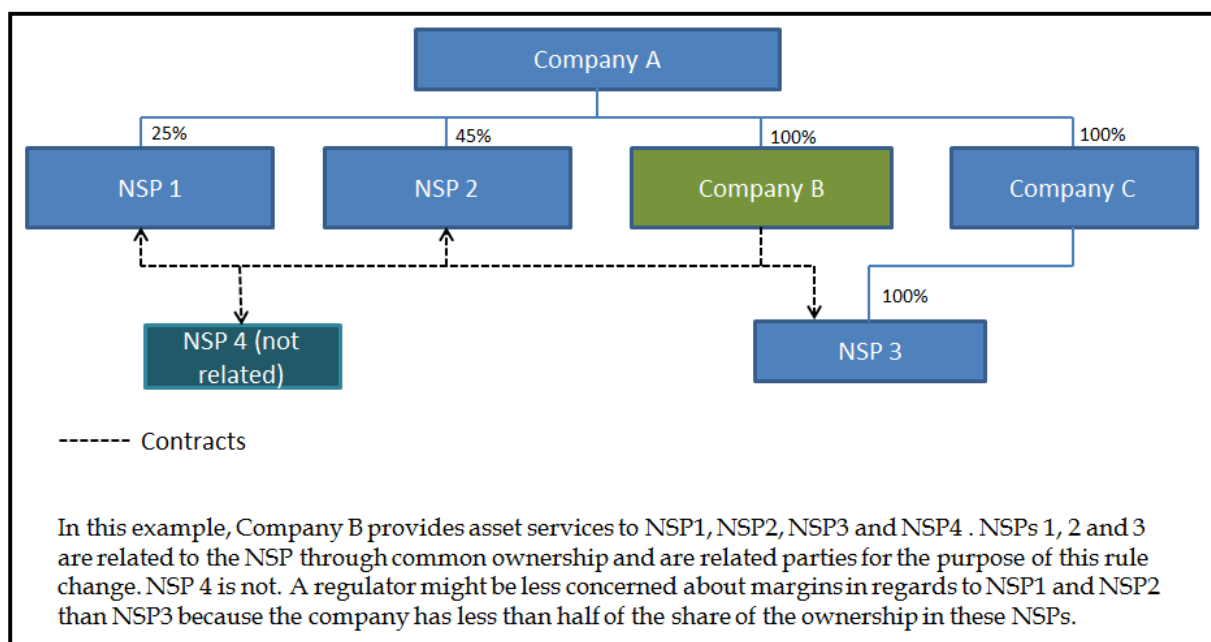 Company A
25%
45%
100%
100%
NSP 1
NSP 2
Company B
Company C
100%
NSP 4 (not
related)
NSP 3
Contracts
In this example, Company B provides asset services to NSP1, NSP2, NSP3 and NSP4 . NSPs 1, 2 and 3
are related to the NSP through common ownership and are related parties for the purpose of this rule
change. NSP 4 is not. A regulator might be less concerned about margins in regards to NSP1 and NSP2
than NSP3 because the company has less than half of the share of the ownership in these NSPs.